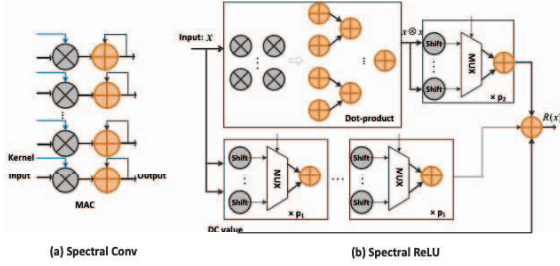 Kernel
Input
Output
MAC
(a) Spectral Conv
Input: x
x⊗x
Dot-product
Shift
Shift
MUX
× p₂
R(x)
Shift
Shift
MUX
× p₁
...
Shift
Shift
MUX
× p₁
DC value
(b) Spectral ReLU